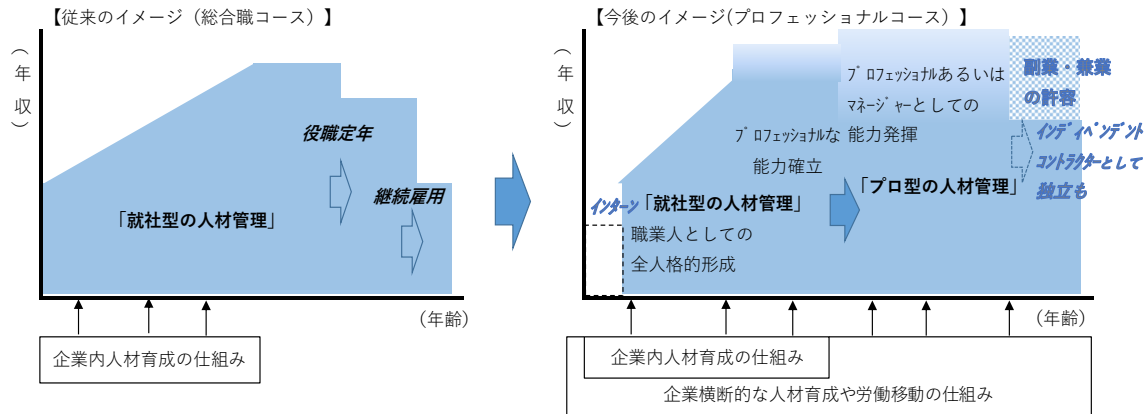 【従来のイメージ（総合職コース）】
（年収）
役職定年
継続雇用
「就社型の人材管理」
（年齢）
企業内人材育成の仕組み
【今後のイメージ(プロフェッショナルコース）】
（年収）
副業・兼業
の許容
ﾌﾟﾛﾌｪｯｼｮﾅﾙあるいは
ﾏﾈｰｼﾞｬｰとしての
能力発揮
ﾌﾟﾛﾌｪｯｼｮﾅﾙな
能力確立
ｲﾝﾃﾞｨﾍﾟﾝﾃﾞﾝﾄ
ｺﾝﾄﾗｸﾀｰとして
独立も
「プロ型の人材管理」
ｲﾝﾀｰﾝ
「就社型の人材管理」
職業人としての
全人格的形成
（年齢）
企業内人材育成の仕組み
企業横断的な人材育成や労働移動の仕組み